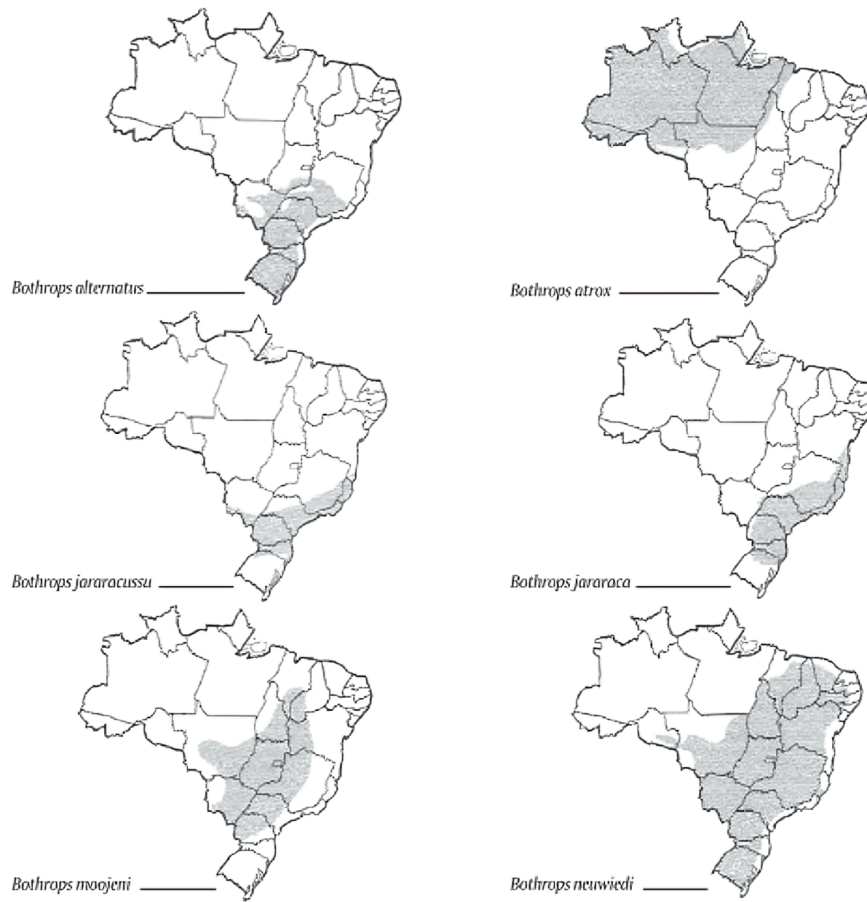 Bothrops alternatus
Bothrops atrox
Bothrops jararacussu
Bothrops jararaca
Bothrops moojeni
Bothrops neuwiedi